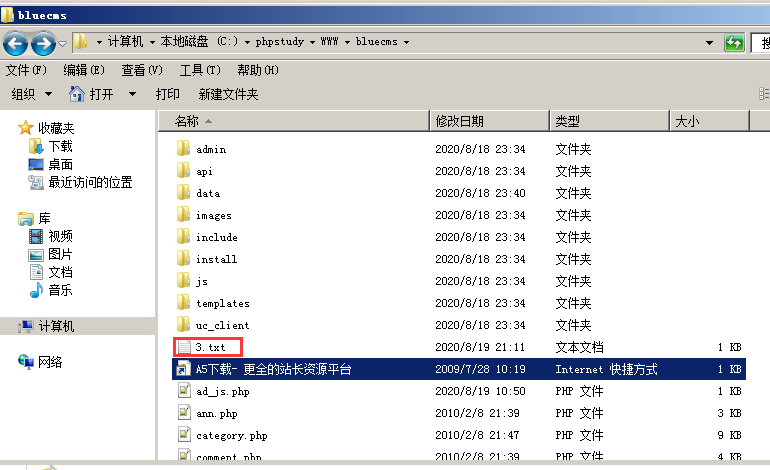 bluecms
计算机 本地磁盘 (C:) phpstudy WWW bluecms 搜
文件(F) 编辑(E) 查看(V) 工具(T) 帮助(H)
组织 打开 打印 新建文件夹
收藏夹
下载
桌面
最近访问的位置
库
视频
图片
文档
音乐
计算机
网络
名称 修改日期 类型 大小
admin 2020/8/18 23:34 文件夹
api 2020/8/18 23:34 文件夹
data 2020/8/18 23:40 文件夹
images 2020/8/18 23:34 文件夹
include 2020/8/18 23:34 文件夹
install 2020/8/18 23:34 文件夹
js 2020/8/18 23:34 文件夹
templates 2020/8/18 23:34 文件夹
uc_client 2020/8/18 23:34 文件夹
3.txt 2020/8/19 21:11 文本文档 1 KB
A5下载- 更全的站长资源平台 2009/7/28 10:19 Internet 快捷方式 1 KB
ad_js.php 2020/8/19 10:50 PHP 文件 1 KB
ann.php 2010/2/8 21:39 PHP 文件 3 KB
category.php 2010/2/8 21:47 PHP 文件 9 KB
comment.php 2010/2/8 21:39 PHP 文件 4 KB